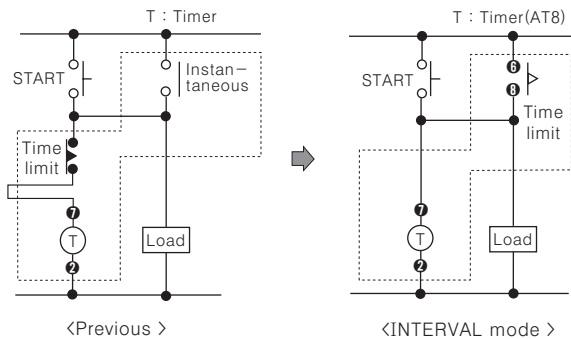 T : Timer
START
Instan-
taneous
Time
limit
7
T
2
Load
<Previous >
T : Timer(AT8)
START
6
8
Time
limit
7
T
2
Load
<INTERVAL mode >